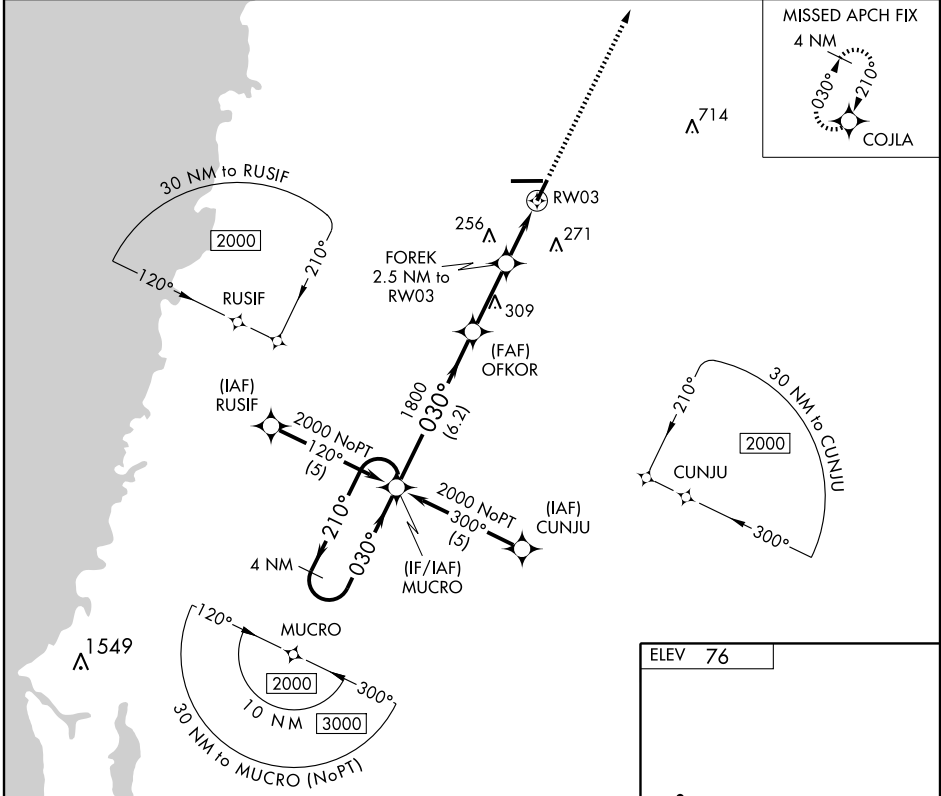 MISSED APCH FIX
4 NM
030°
210°
COJLA
714
30 NM to RUSIF
2000
210°
120°
RUSIF
RW03
256
271
FOREK
2.5 NM to
RW03
309
(FAF)
OFKOR
1800
030°
(6.2)
(IAF)
RUSIF
2000 NoPT
120°
(5)
210°
030°
4 NM
2000 NoPT
300°
(5)
(IAF)
CUNJU
(IF/IAF)
MUCRO
210°
30 NM to CUNJU
2000
CUNJU
300°
1549
120°
MUCRO
2000
300°
10 NM
3000
30 NM to MUCRO (NoPT)
ELEV 76